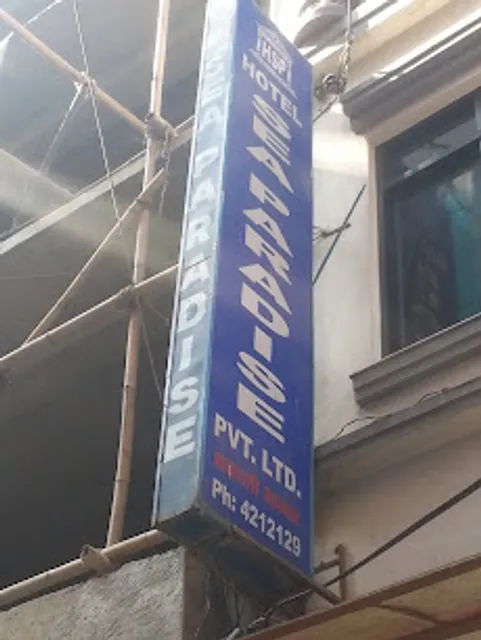 HSP
HOTEL
SEA PARADISE
PVT. LTD.
Ph: 4212129
SEA PARADISE